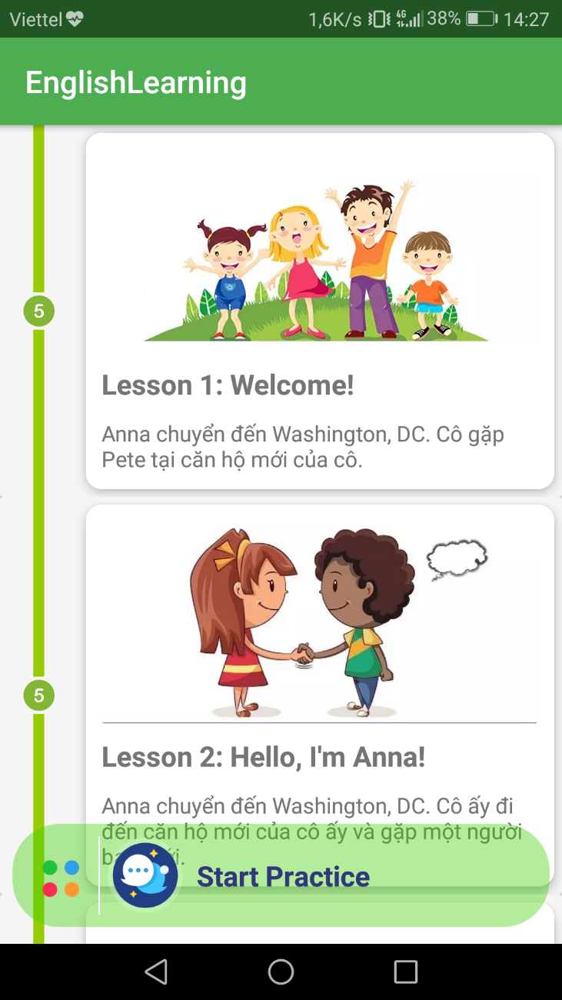 Viettel 1,6K/s 4G 38% 14:27
EnglishLearning
5
Lesson 1: Welcome!
Anna chuyển đến Washington, DC. Cô gặp
Pete tại căn hộ mới của cô.
5
Lesson 2: Hello, I'm Anna!
Anna chuyển đến Washington, DC. Cô ấy đi
đến căn hộ mới của cô ấy và gặp một người
Start Practice